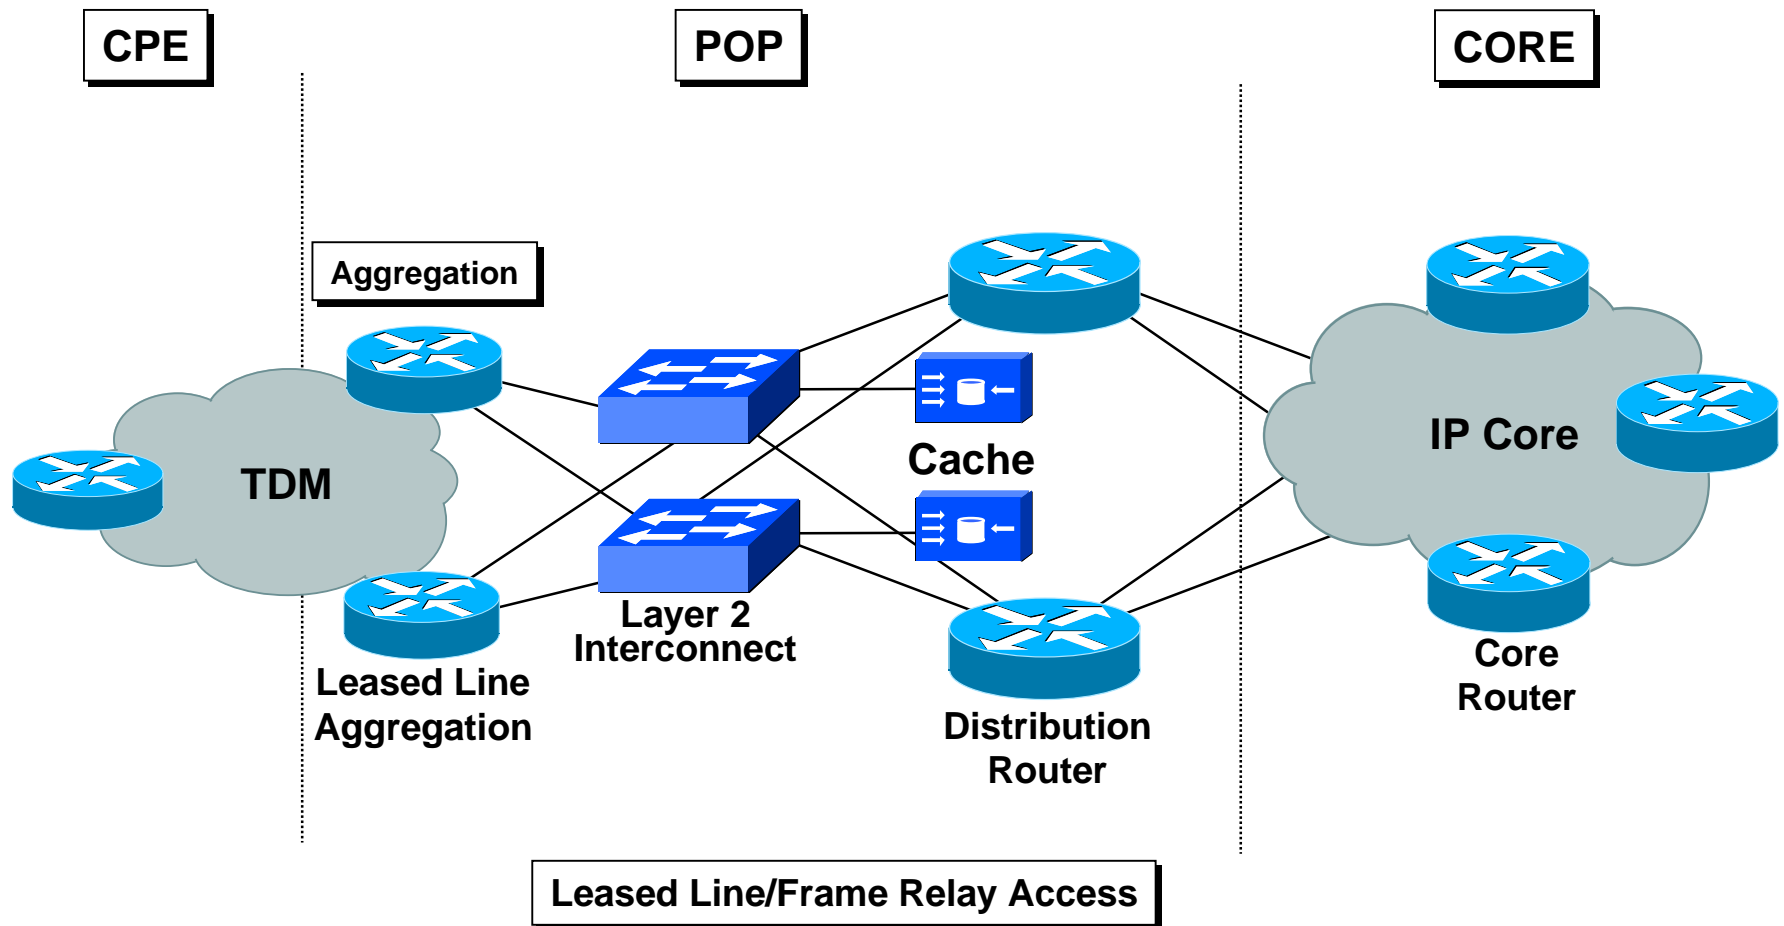 CPE
POP
CORE
Aggregation
TDM
Cache
IP Core
Layer 2
Interconnect
Leased Line
Aggregation
Distribution
Router
Core
Router
Leased Line/Frame Relay Access